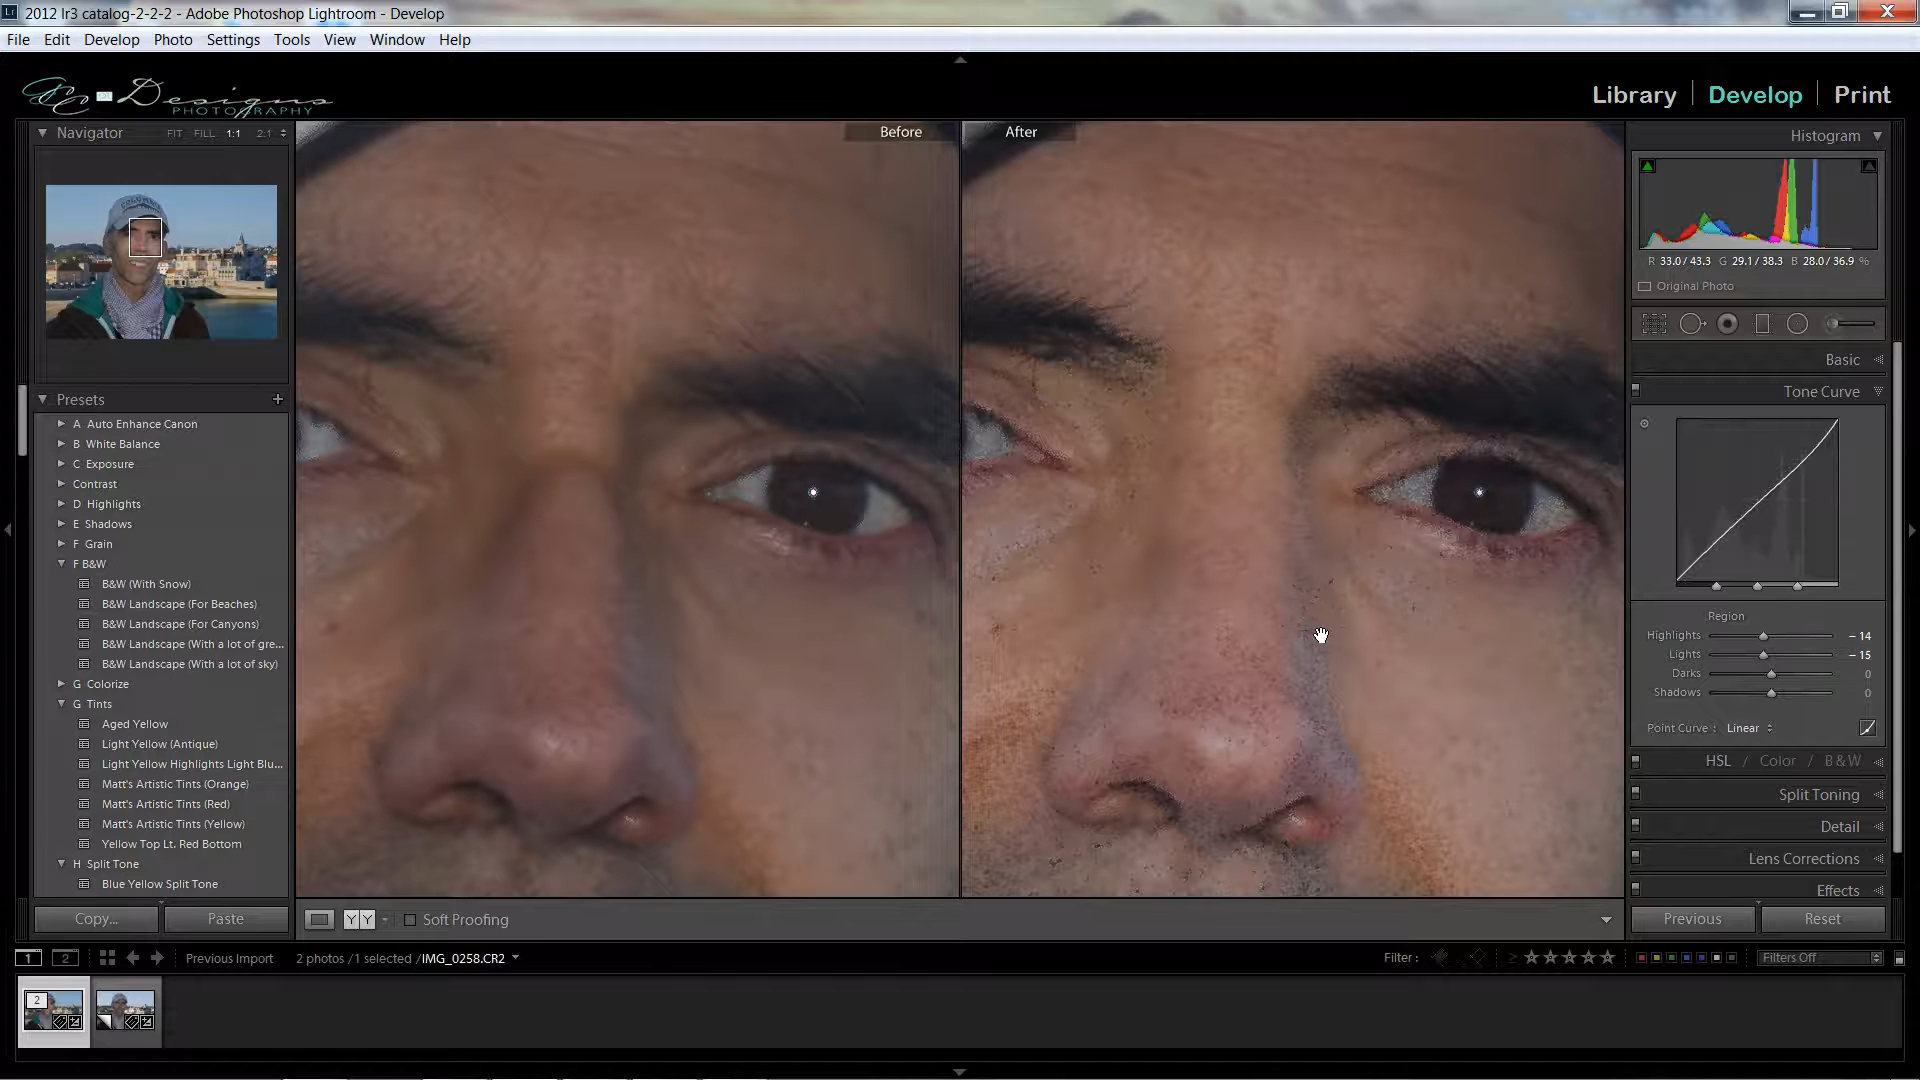 2012 lr3 catalog-2-2-2 - Adobe Photoshop Lightroom - Develop
File Edit Develop Photo Settings Tools View Window Help
Designs
PHOTOGRAPHY
Library Develop Print
Navigator FIT FILL 1:1 2:1
Before
After
Histogram
R 33.0 / 43.3 G 29.1 / 38.3 B 28.0 / 36.9 %
Original Photo
Basic
Tone Curve
Region
Highlights - 14
Lights - 15
Darks 0
Shadows 0
Point Curve : Linear
HSL / Color / B & W
Split Toning
Detail
Lens Corrections
Effects
Previous Reset
Presets +
A Auto Enhance Canon
B White Balance
C Exposure
Contrast
D Highlights
E Shadows
F Grain
F B&W
B&W (With Snow)
B&W Landscape (For Beaches)
B&W Landscape (For Canyons)
B&W Landscape (With a lot of gre...
B&W Landscape (With a lot of sky)
G Colorize
G Tints
Aged Yellow
Light Yellow (Antique)
Light Yellow Highlights Light Blu...
Matt's Artistic Tints (Orange)
Matt's Artistic Tints (Red)
Matt's Artistic Tints (Yellow)
Yellow Top Lt. Red Bottom
H Split Tone
Blue Yellow Split Tone
Copy... Paste
Y Y Soft Proofing
1 2 Previous Import 2 photos / 1 selected / IMG_0258.CR2
Filter : Filters Off
2